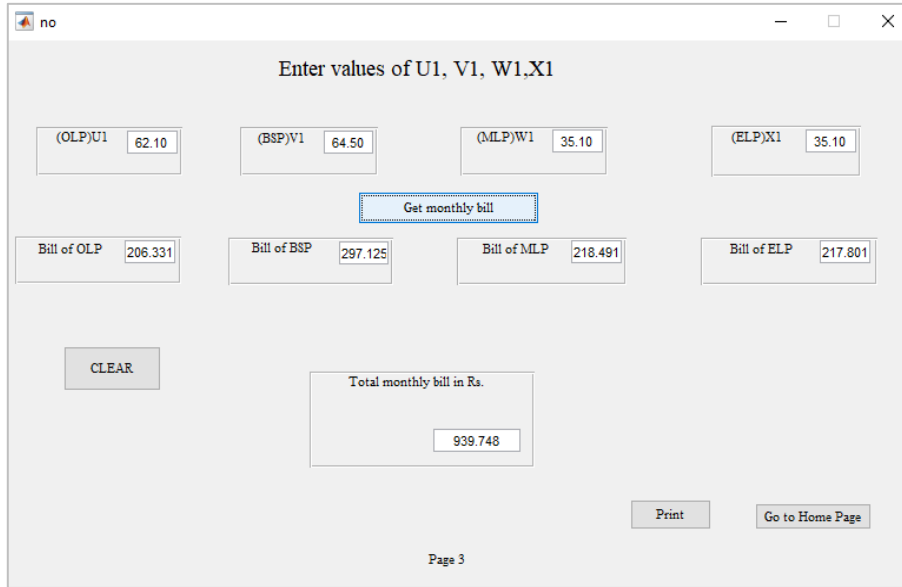 no
Enter values of U1, V1, W1,X1
(OLP)U1 62.10 (BSP)V1 64.50 (MLP)W1 35.10 (ELP)X1 35.10
Get monthly bill
Bill of OLP 206.331 Bill of BSP 297.125 Bill of MLP 218.491 Bill of ELP 217.801
CLEAR
Total monthly bill in Rs.
939.748
Print Go to Home Page
Page 3